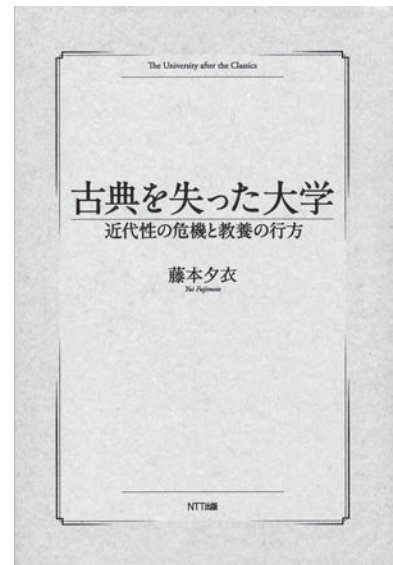 The University after the Classics
古典を失った大学
近代性の危機と教養の行方
藤本夕衣
Yui Fujimoto
NTT出版